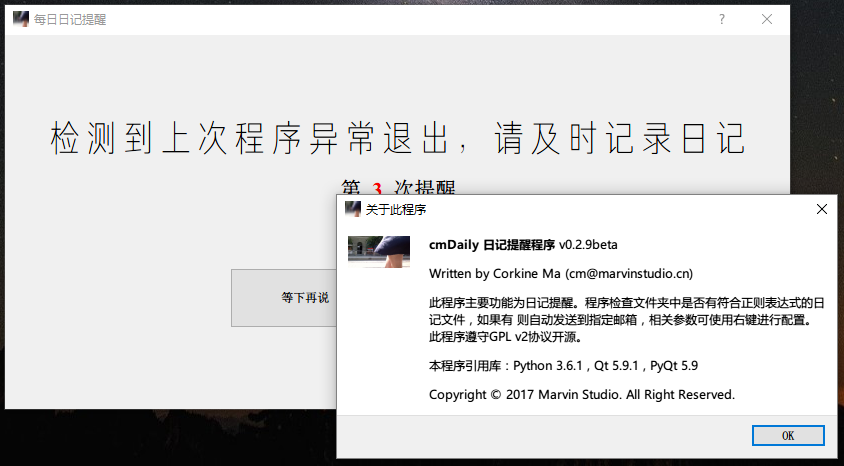 每日日记提醒
?
检测到上次程序异常退出，请及时记录日记
第 3 次提醒
等下再说
关于此程序
cmDaily 日记提醒程序 v0.2.9beta
Written by Corkine Ma (cm@marvinstudio.cn)
此程序主要功能为日记提醒。程序检查文件夹中是否有符合正则表达式的日
记文件，如果有 则自动发送到指定邮箱，相关参数可使用右键进行配置。
此程序遵守GPL v2协议开源。
本程序引用库：Python 3.6.1，Qt 5.9.1，PyQt 5.9
Copyright © 2017 Marvin Studio. All Right Reserved.
OK